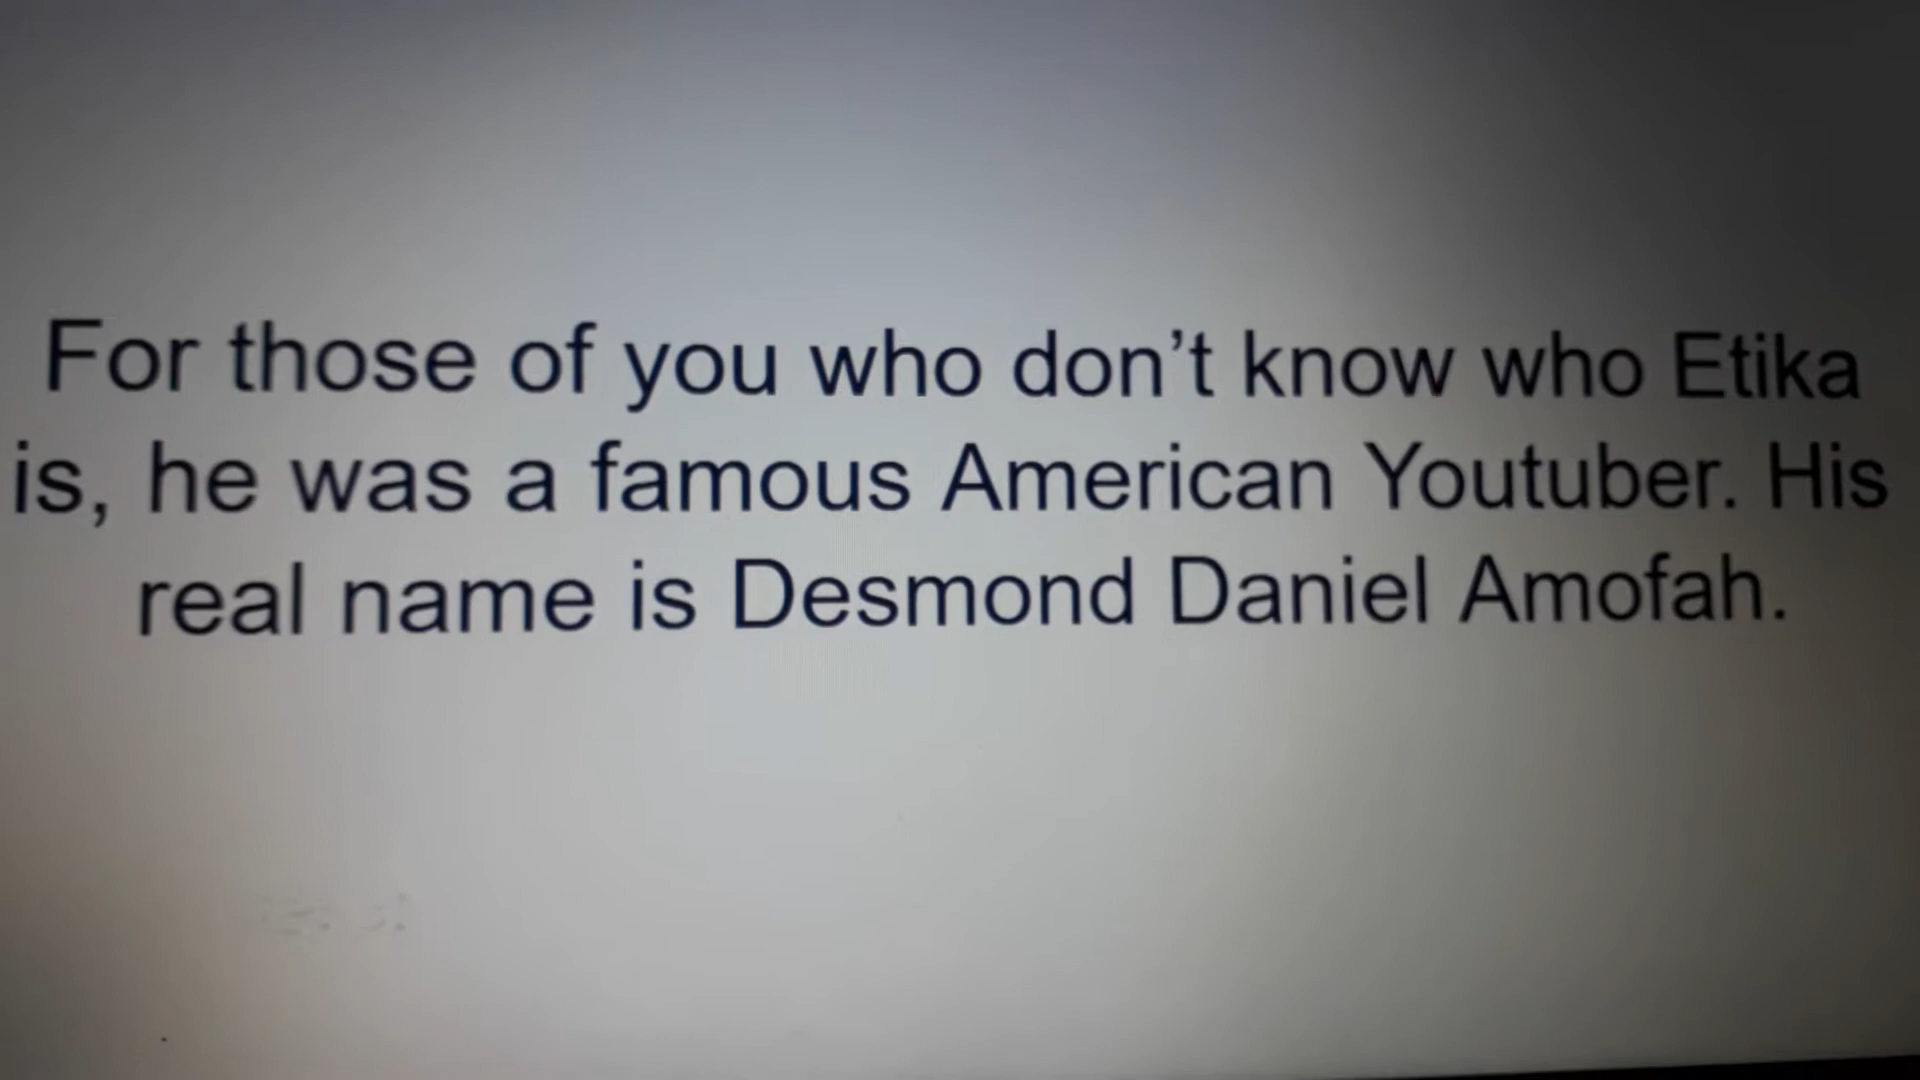 For those of you who don’t know who Etika
is, he was a famous American Youtuber. His
real name is Desmond Daniel Amofah.